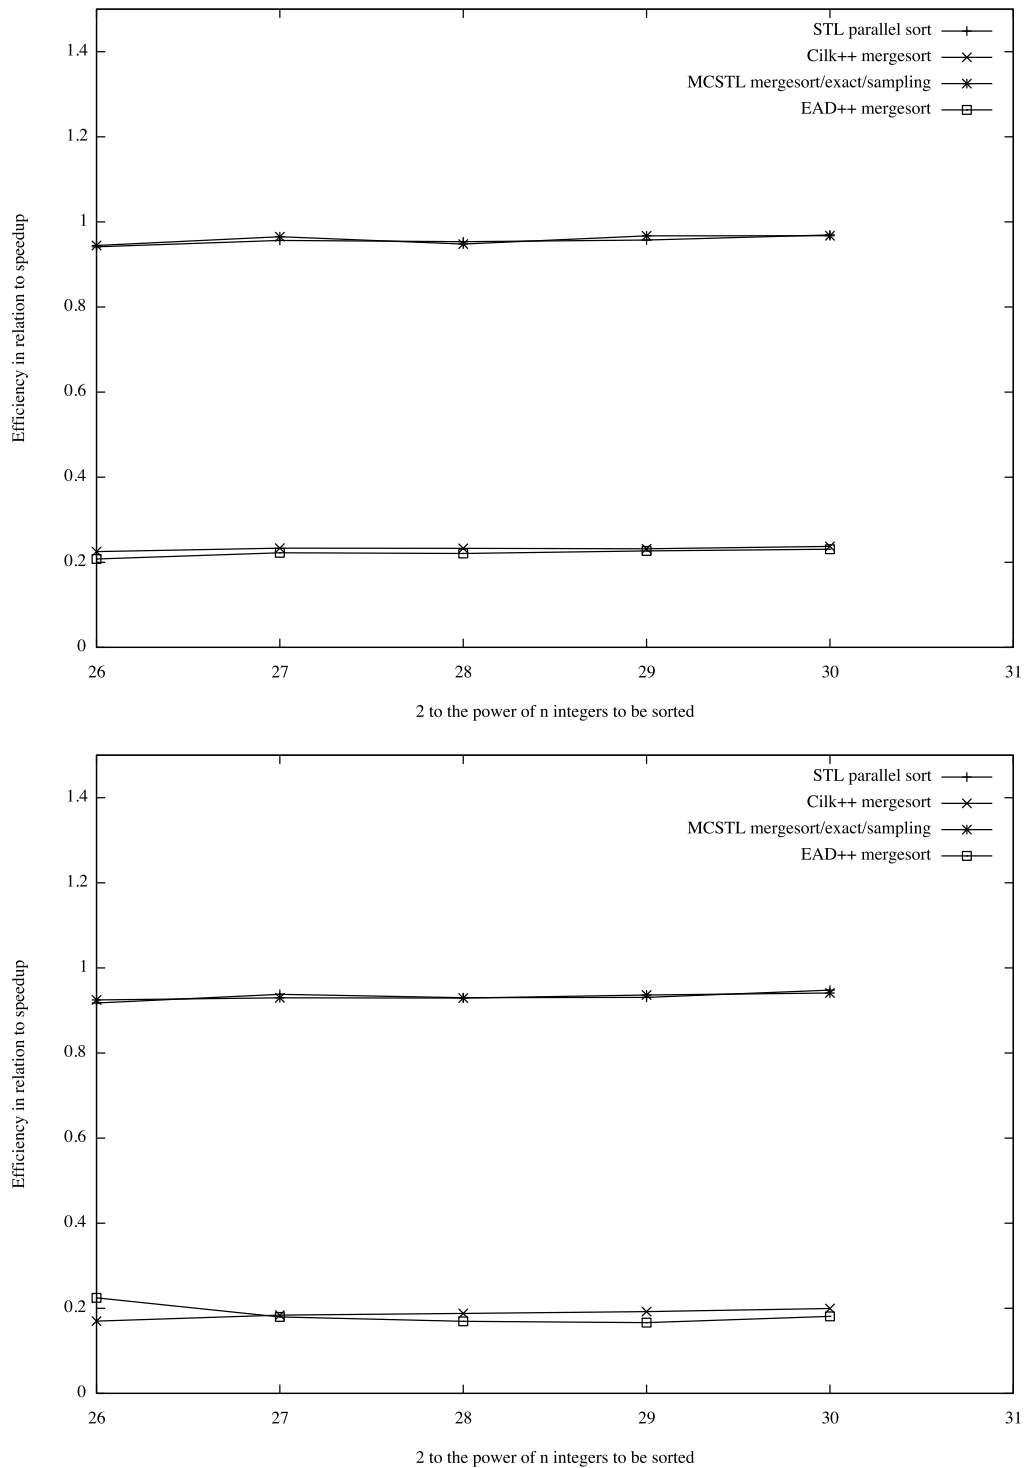 STL parallel sort
Cilk++ mergesort
MCSTL mergesort/exact/sampling
EAD++ mergesort
1.4
1.2
1
0.8
0.6
0.4
0.2
0
Efficiency in relation to speedup
26 27 28 29 30 31
2 to the power of n integers to be sorted
STL parallel sort
Cilk++ mergesort
MCSTL mergesort/exact/sampling
EAD++ mergesort
1.4
1.2
1
0.8
0.6
0.4
0.2
0
Efficiency in relation to speedup
26 27 28 29 30 31
2 to the power of n integers to be sorted